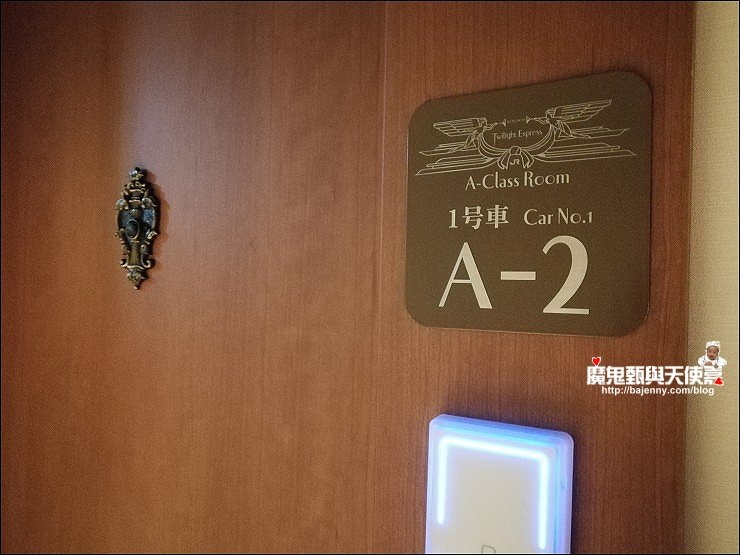 Twilight Express
JR
A-Class Room
1号車 Car No.1
A-2
魔鬼甄與天使嘉
http://bajenny.com/blog